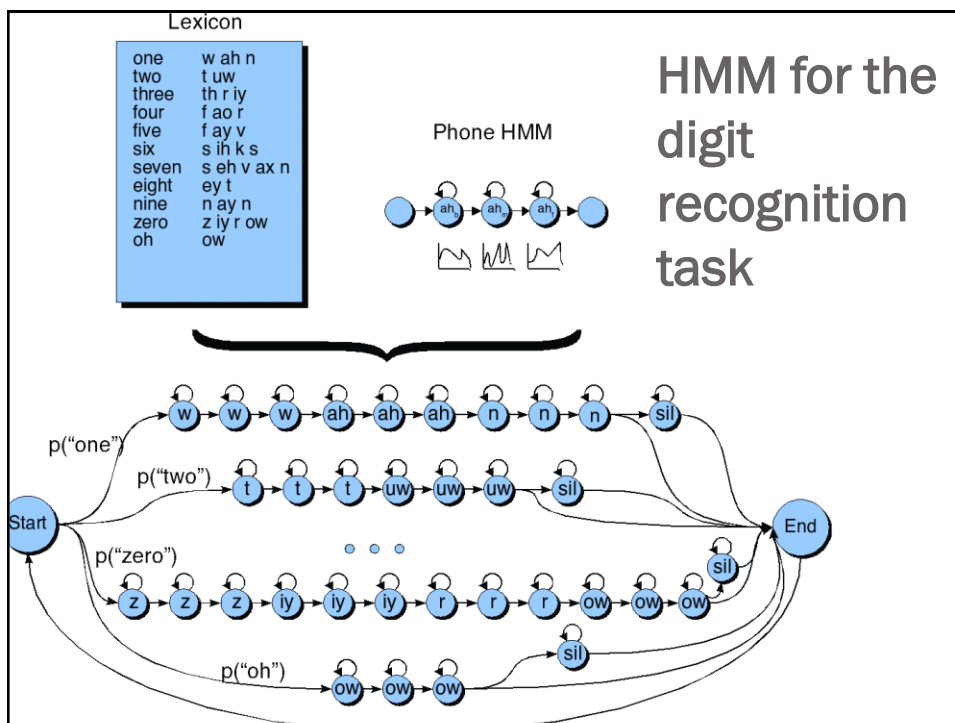 Lexicon
one w ah n
two t uw
three th r iy
four f ao r
five f ay v
six s ih k s
seven s eh v ax n
eight ey t
nine n ay n
zero z iy r ow
oh ow
HMM for the
digit
recognition
task
Phone HMM
ah_b ah_m ah_f
w w w ah ah ah n n n sil
p("one")
p("two")
t t t uw uw uw sil
Start
End
p("zero")
sil
z z z iy iy iy r r r ow ow ow
sil
p("oh")
ow ow ow